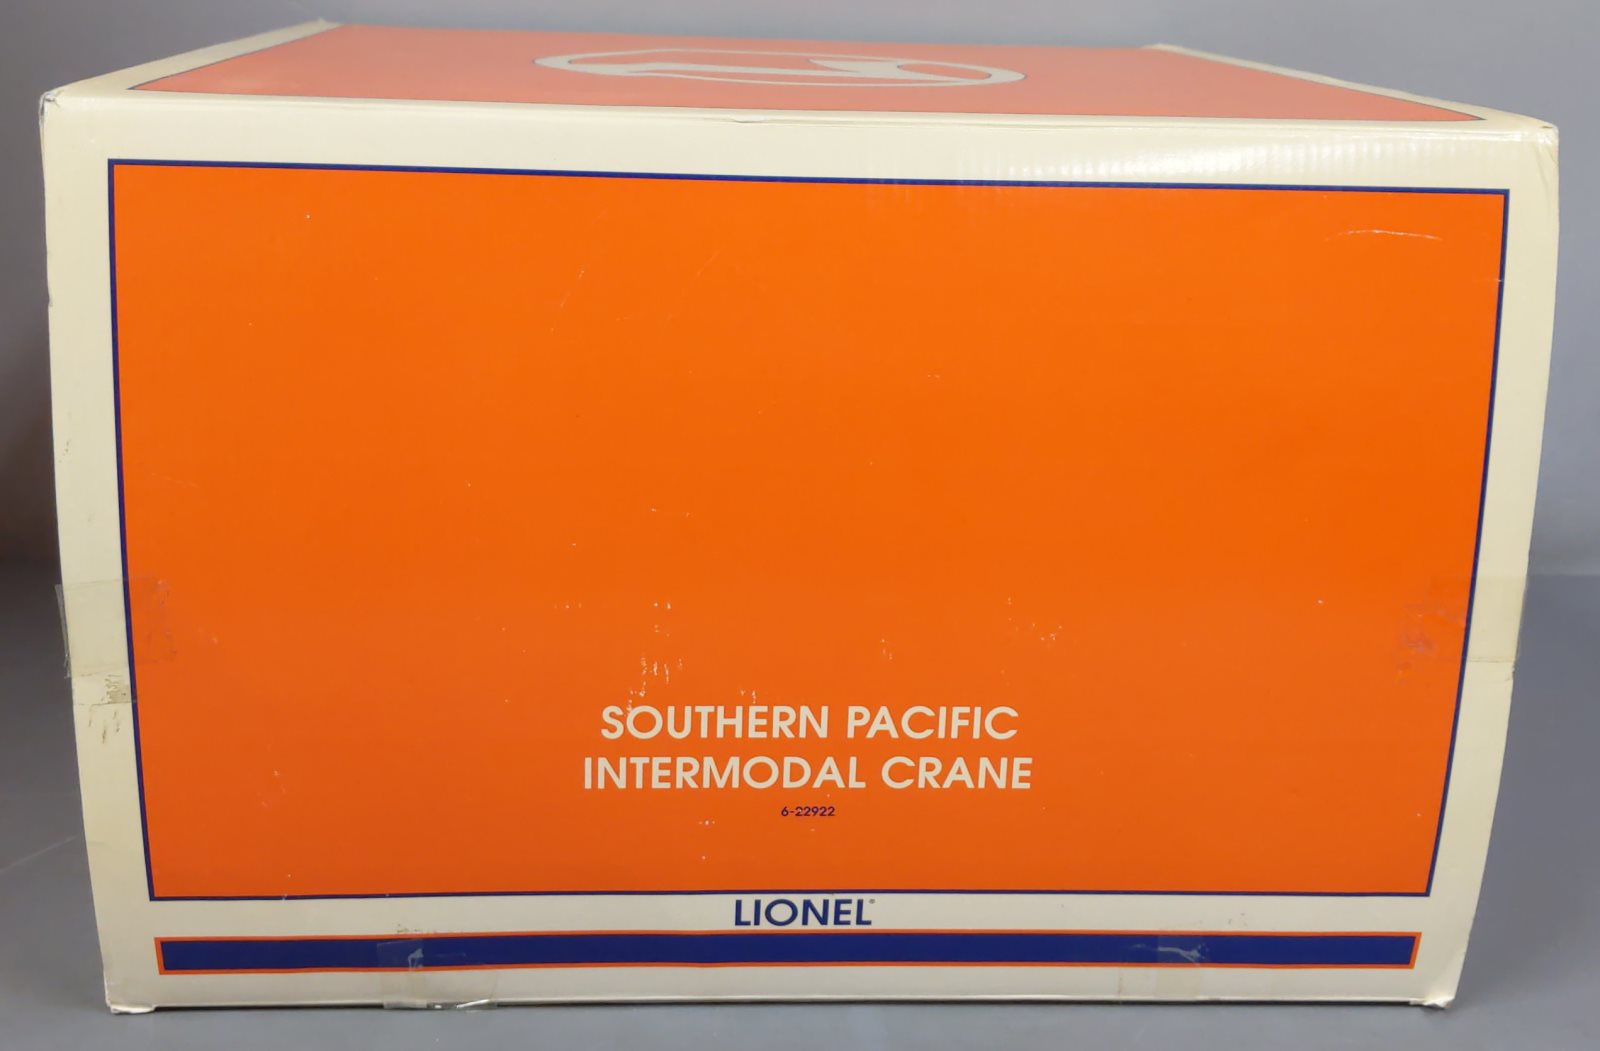 SOUTHERN PACIFIC
INTERMODAL CRANE
6-22922
LIONEL®